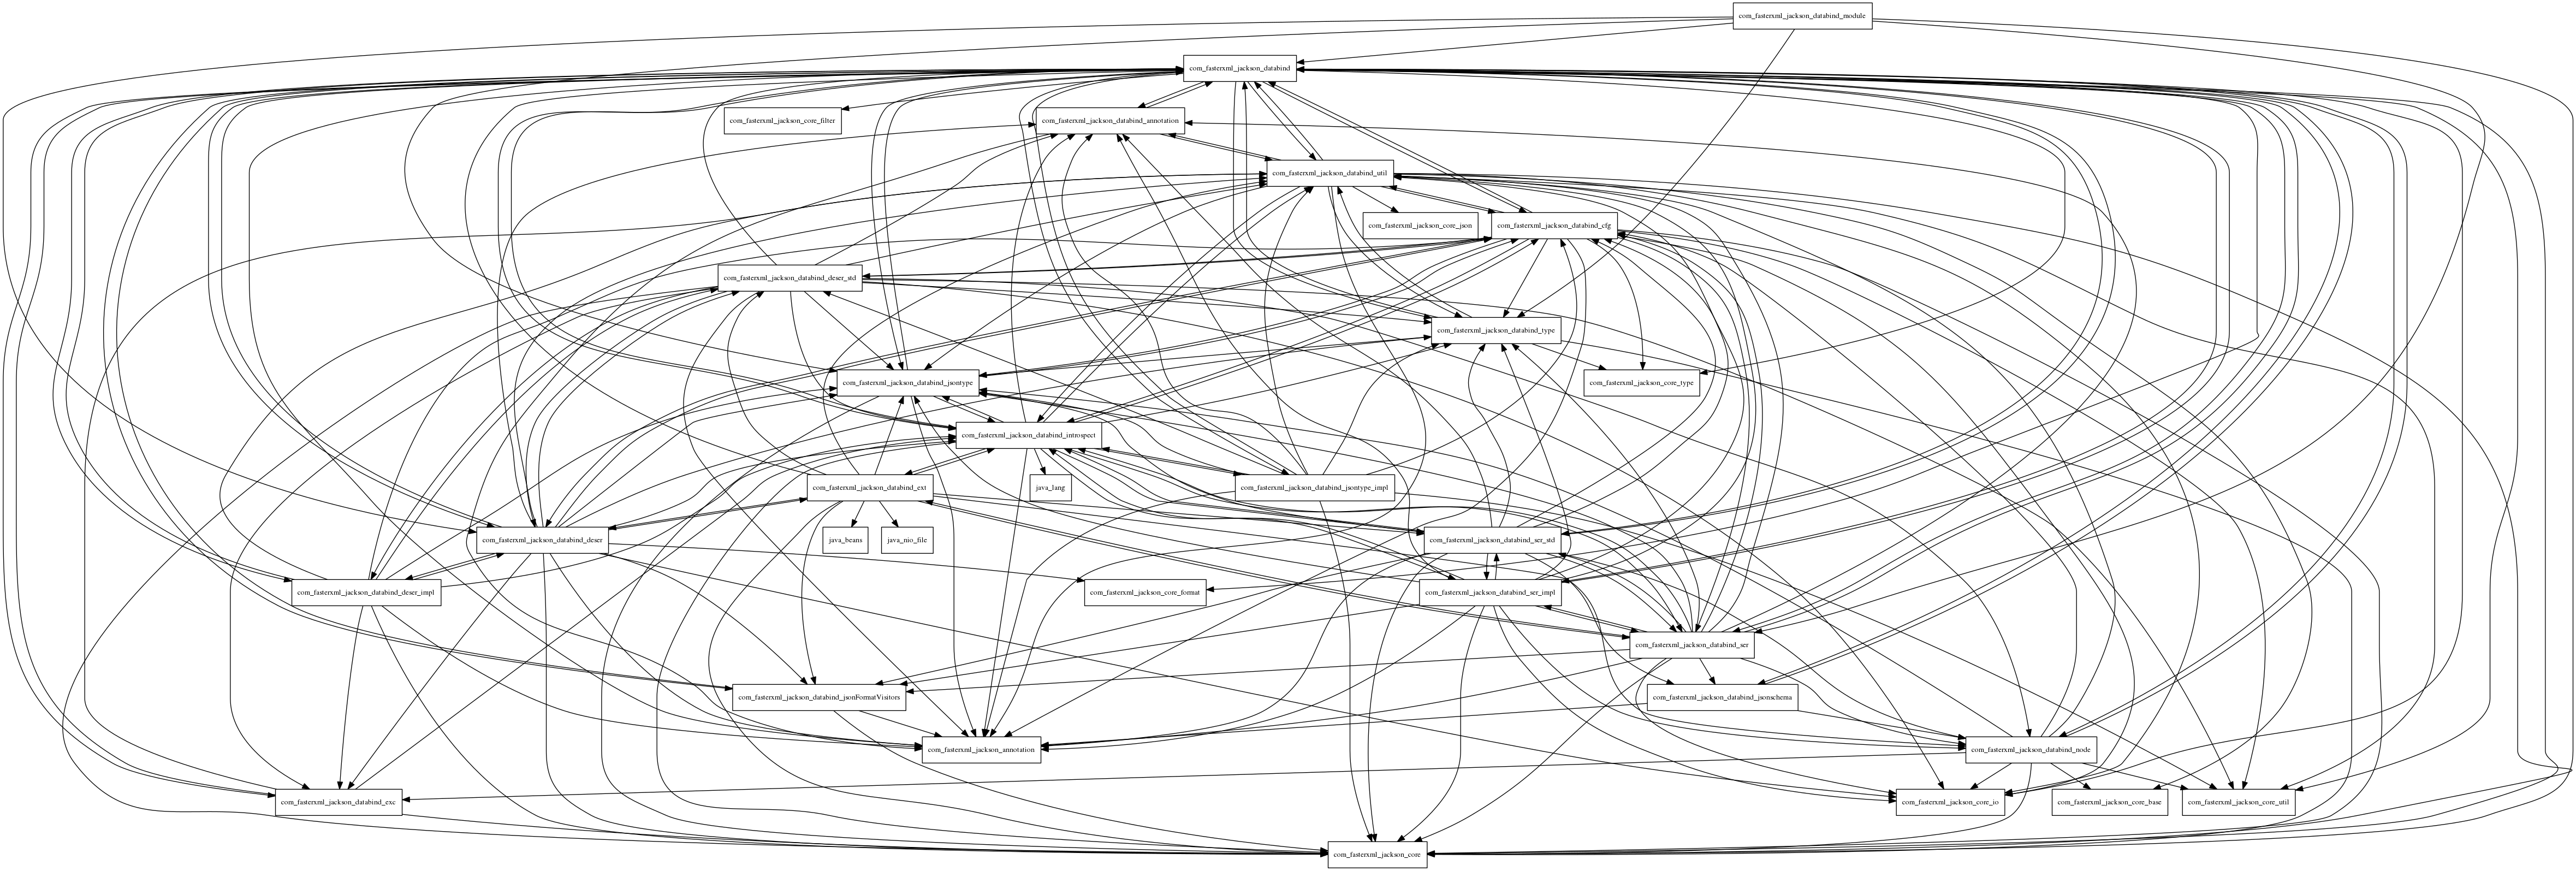 com_fasterxml_jackson_databind_module
com_fasterxml_jackson_databind
com_fasterxml_jackson_core_filter
com_fasterxml_jackson_databind_annotation
com_fasterxml_jackson_databind_util
com_fasterxml_jackson_core_json
com_fasterxml_jackson_databind_cfg
com_fasterxml_jackson_databind_deser_std
com_fasterxml_jackson_databind_type
com_fasterxml_jackson_databind_jsontype
com_fasterxml_jackson_core_type
com_fasterxml_jackson_databind_introspect
com_fasterxml_jackson_databind_ext
java_lang
com_fasterxml_jackson_databind_jsontype_impl
com_fasterxml_jackson_databind_deser
java_beans
java_nio_file
com_fasterxml_jackson_databind_ser_std
com_fasterxml_jackson_databind_deser_impl
com_fasterxml_jackson_core_format
com_fasterxml_jackson_databind_ser_impl
com_fasterxml_jackson_databind_ser
com_fasterxml_jackson_databind_jsonFormatVisitors
com_fasterxml_jackson_databind_jsonschema
com_fasterxml_jackson_annotation
com_fasterxml_jackson_databind_node
com_fasterxml_jackson_databind_exc
com_fasterxml_jackson_core_io
com_fasterxml_jackson_core_base
com_fasterxml_jackson_core_util
com_fasterxml_jackson_core